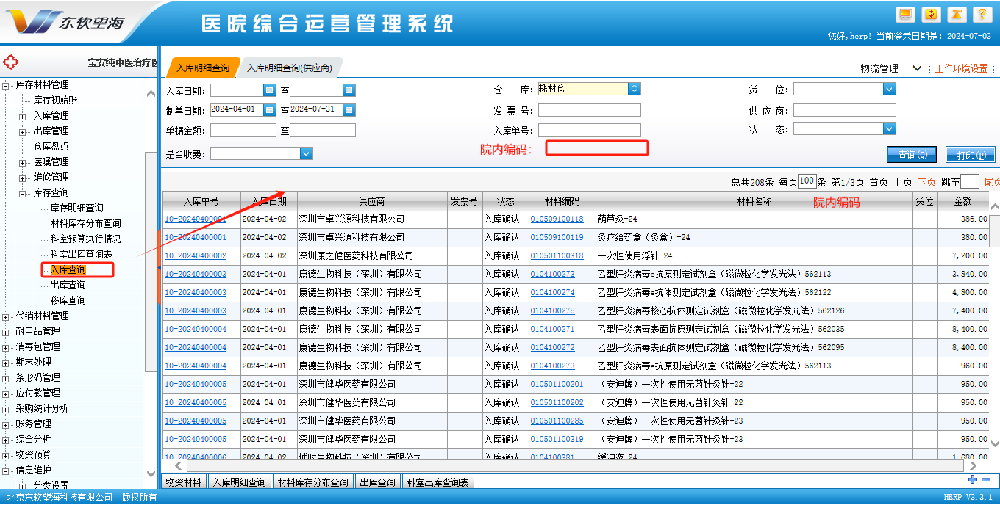 东软望海
医院综合运营管理系统
您好,herp! 当前登录日期是: 2024-07-03
宝安纯中医治疗医
入库明细查询 入库明细查询(供应商)
物流管理 工作环境设置
库存材料管理
库存初始账
入库管理
出库管理
仓库盘点
医嘱管理
维修管理
库存查询
库存明细查询
材料库存分布查询
科室预算执行情况
科室出库查询表
入库查询
出库查询
移库查询
代销材料管理
耐用品管理
消毒包管理
期末处理
条形码管理
应付款管理
采购统计分析
账务管理
综合分析
物资预算
信息维护
分类设置
入库日期: 至 仓 库: 耗材仓 货 位:
制单日期: 2024-04-01 至 2024-07-31 发 票 号: 供 应 商:
单据金额: 至 入库单号: 状 态:
是否收费: 院内编码:
查询(Q) 打印(P)
总共208条 每页 100 条 第1/3页 首页 上页 下页 跳至 尾页
入库单号 入库日期 供应商 发票号 状态 材料编码 材料名称 院内编码 货位 金额
10-20240400001 2024-04-02 深圳市卓兴源科技有限公司 入库确认 010509100118 葫芦灸-24 386.00
10-20240400001 2024-04-02 深圳市卓兴源科技有限公司 入库确认 010509100119 灸疗给药盒（灸盒）-24 380.00
10-20240400002 2024-04-02 深圳康之健医药科技有限公司 入库确认 010501100318 一次性使用浮针-24 7,200.00
10-20240400003 2024-04-01 康德生物科技（深圳）有限公司 入库确认 0104100273 乙型肝炎病毒e抗原测定试剂盒（磁微粒化学发光法）562113 3,840.00
10-20240400003 2024-04-01 康德生物科技（深圳）有限公司 入库确认 0104100274 乙型肝炎病毒e抗体测定试剂盒（磁微粒化学发光法）562122 4,800.00
10-20240400003 2024-04-01 康德生物科技（深圳）有限公司 入库确认 0104100275 乙型肝炎病毒核心抗体测定试剂盒（磁微粒化学发光法）562126 7,400.00
10-20240400004 2024-04-01 康德生物科技（深圳）有限公司 入库确认 0104100271 乙型肝炎病毒表面抗原测定试剂盒（磁微粒化学发光法）562035 8,400.00
10-20240400004 2024-04-01 康德生物科技（深圳）有限公司 入库确认 0104100272 乙型肝炎病毒表面抗体测定试剂盒（磁微粒化学发光法）562095 8,400.00
10-20240400004 2024-04-01 康德生物科技（深圳）有限公司 入库确认 0104100273 乙型肝炎病毒e抗原测定试剂盒（磁微粒化学发光法）562113 960.00
10-20240400005 2024-04-01 深圳市健华医药有限公司 入库确认 010501100201 （安迪牌）一次性使用无菌针灸针-22 950.00
10-20240400005 2024-04-01 深圳市健华医药有限公司 入库确认 010501100202 （安迪牌）一次性使用无菌针灸针-22 950.00
10-20240400005 2024-04-01 深圳市健华医药有限公司 入库确认 010501100285 （安迪牌）一次性使用无菌针灸针-23 950.00
10-20240400005 2024-04-01 深圳市健华医药有限公司 入库确认 010501100319 （安迪牌）一次性使用无菌针灸针-23 950.00
10-20240400006 2024-04-02 博时生物科技（深圳）有限公司 入库确认 0104100381 缓冲液-24 1,680.00
物资材料 入库明细查询 材料库存分布查询 出库查询 科室出库查询表
北京东软望海科技有限公司 版权所有 HERP V3.3.1